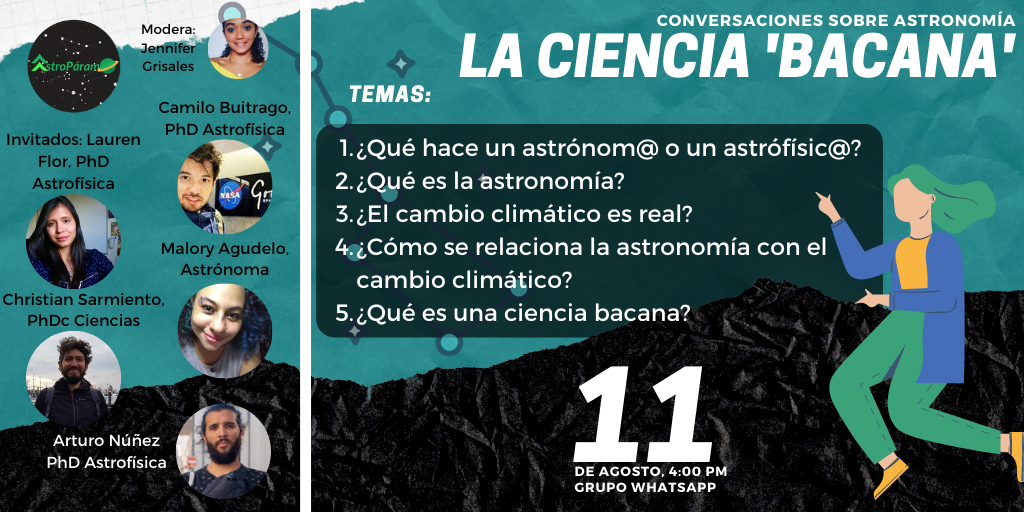 Modera:
Jennifer
Grisales
AstroPáramo
Camilo Buitrago,
PhD Astrofísica
Invitados: Lauren
Flor, PhD
Astrofísica
NASA
Malory Agudelo,
Astrónoma
Christian Sarmiento,
PhDc Ciencias
Arturo Núñez
PhD Astrofísica
CONVERSACIONES SOBRE ASTRONOMÍA
LA CIENCIA 'BACANA'
TEMAS:
1. ¿Qué hace un astrónom@ o un astrófísic@?
2. ¿Qué es la astronomía?
3. ¿El cambio climático es real?
4. ¿Cómo se relaciona la astronomía con el
cambio climático?
5. ¿Qué es una ciencia bacana?
11
DE AGOSTO, 4:00 PM
GRUPO WHATSAPP